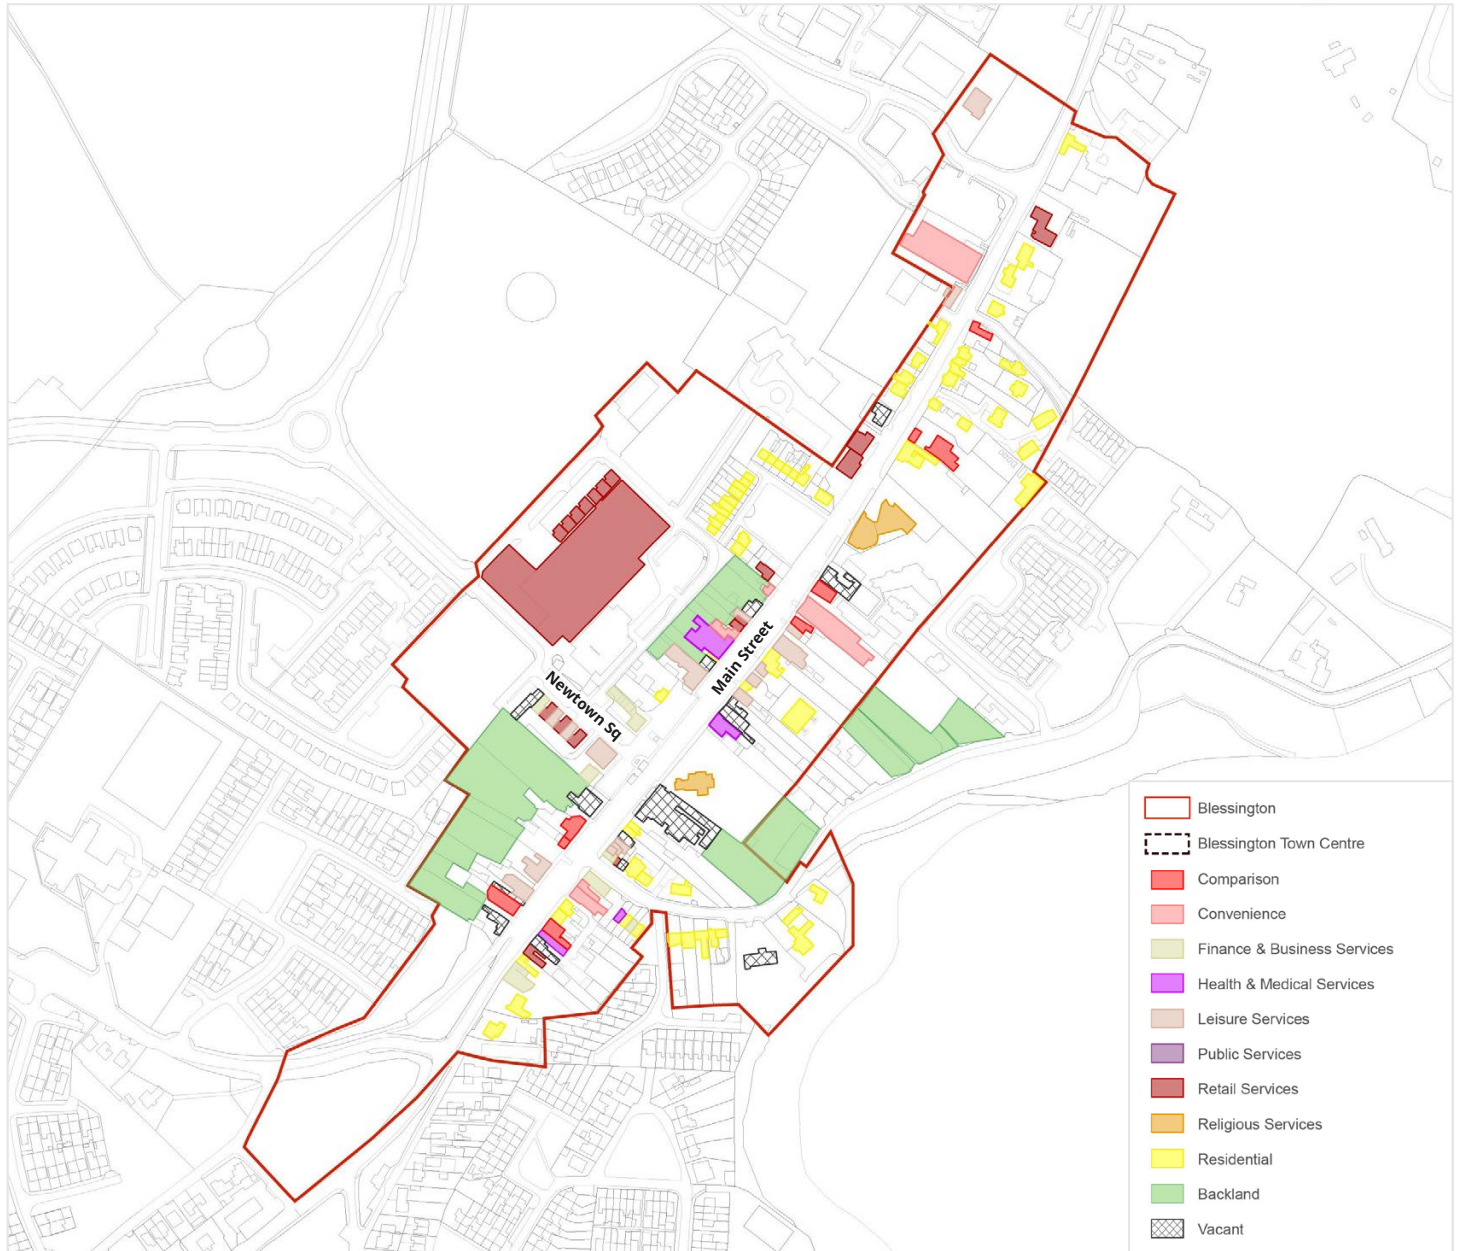 Main Street
Newtown Sq
Blessington
Blessington Town Centre
Comparison
Convenience
Finance & Business Services
Health & Medical Services
Leisure Services
Public Services
Retail Services
Religious Services
Residential
Backland
Vacant